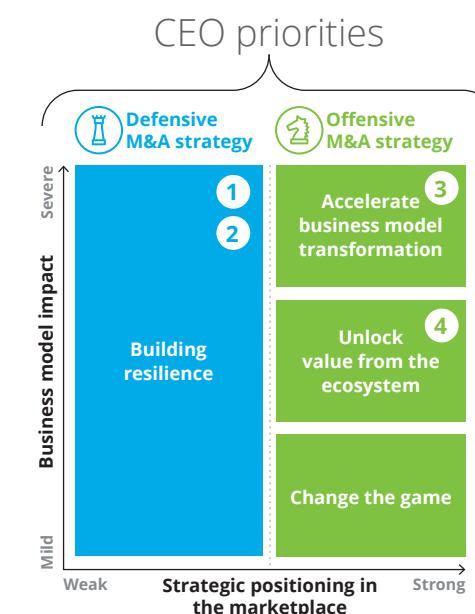 CEO priorities
Defensive
M&A strategy
Offensive
M&A strategy
Severe
Business model impact
Mild
1
2
Building
resilience
3
Accelerate
business model
transformation
4
Unlock
value from the
ecosystem
Change the game
Weak
Strategic positioning in
the marketplace
Strong